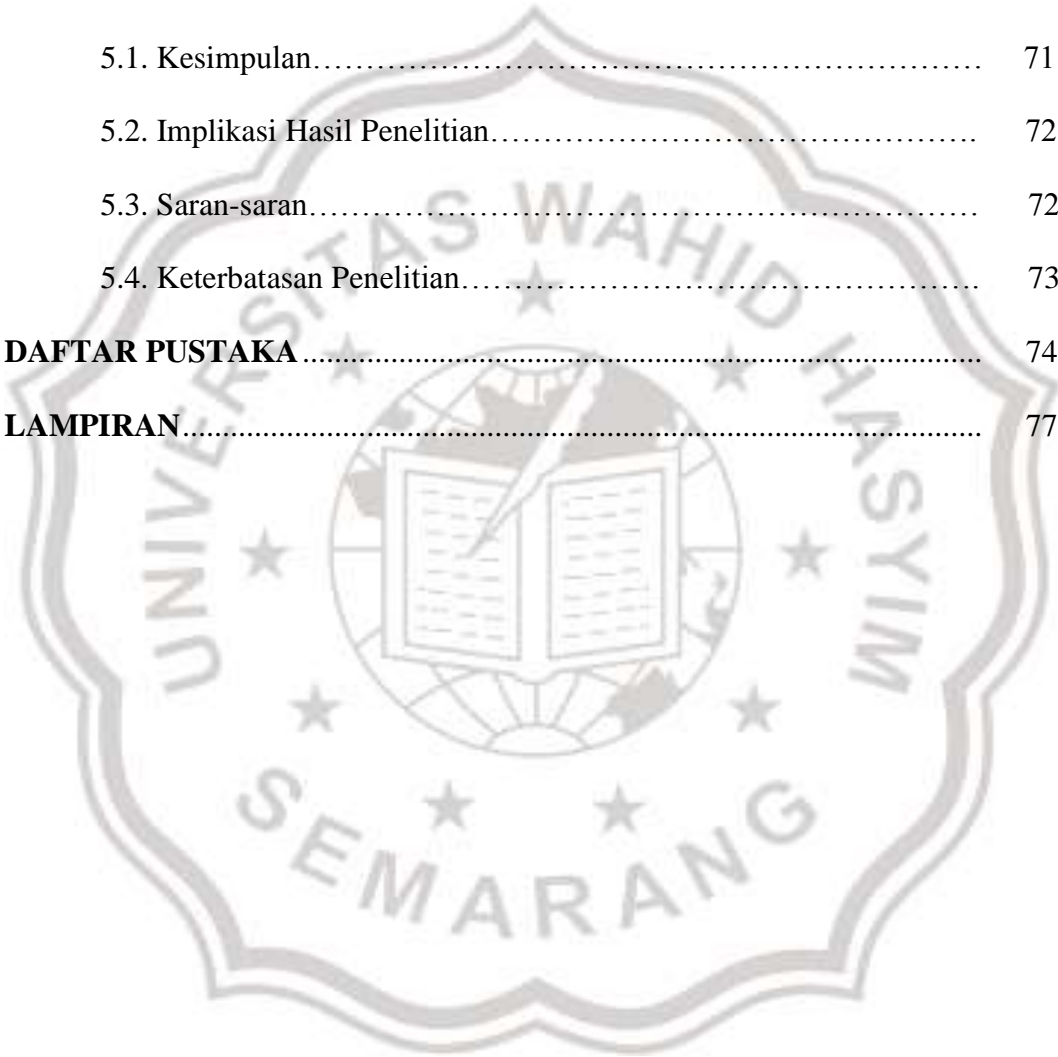 5.1. Kesimpulan…………………………………………………………. 71
5.2. Implikasi Hasil Penelitian………………………………………. 72
5.3. Saran-saran………………………………………………………… 72
5.4. Keterbatasan Penelitian……………………………………………. 73
DAFTAR PUSTAKA ........................................................................................ 74
LAMPIRAN........................................................................................................ 77
UNIVERSITAS WAHID HASYIM
SEMARANG